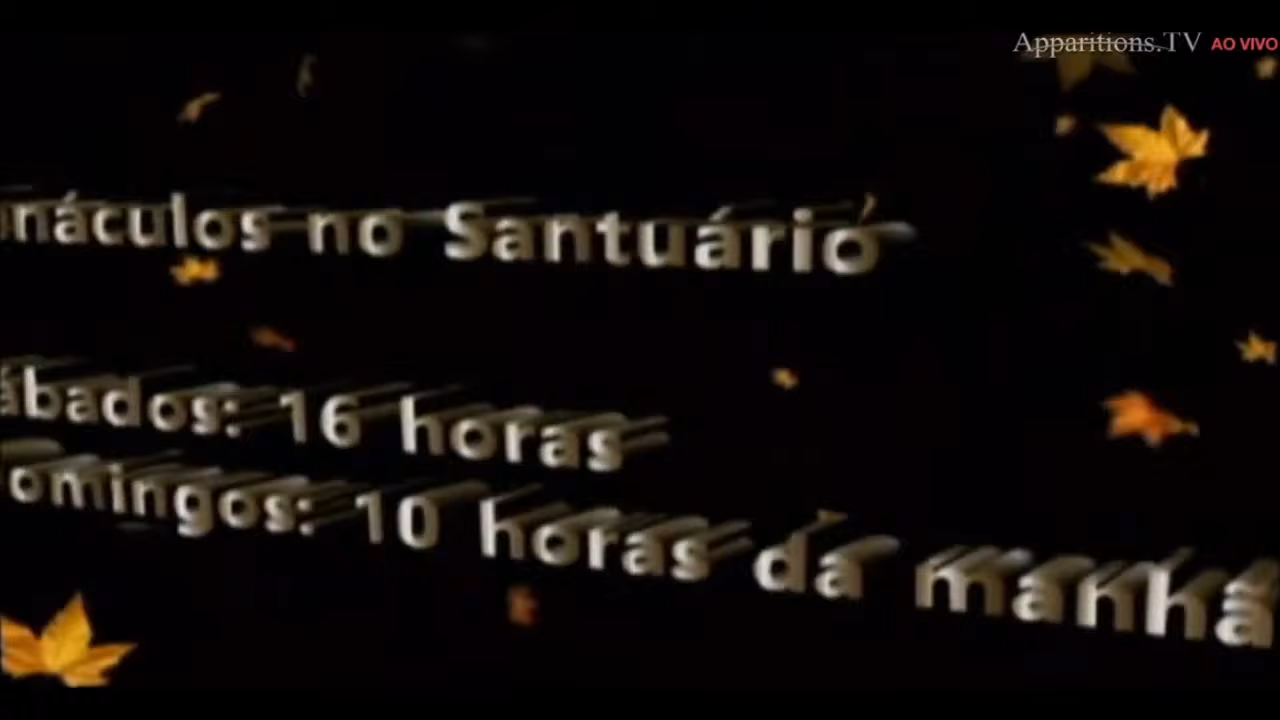 Apparitions.TV AO VIVO
náculos no Santuário
ábados: 16 horas
omingos: 10 horas da manhã